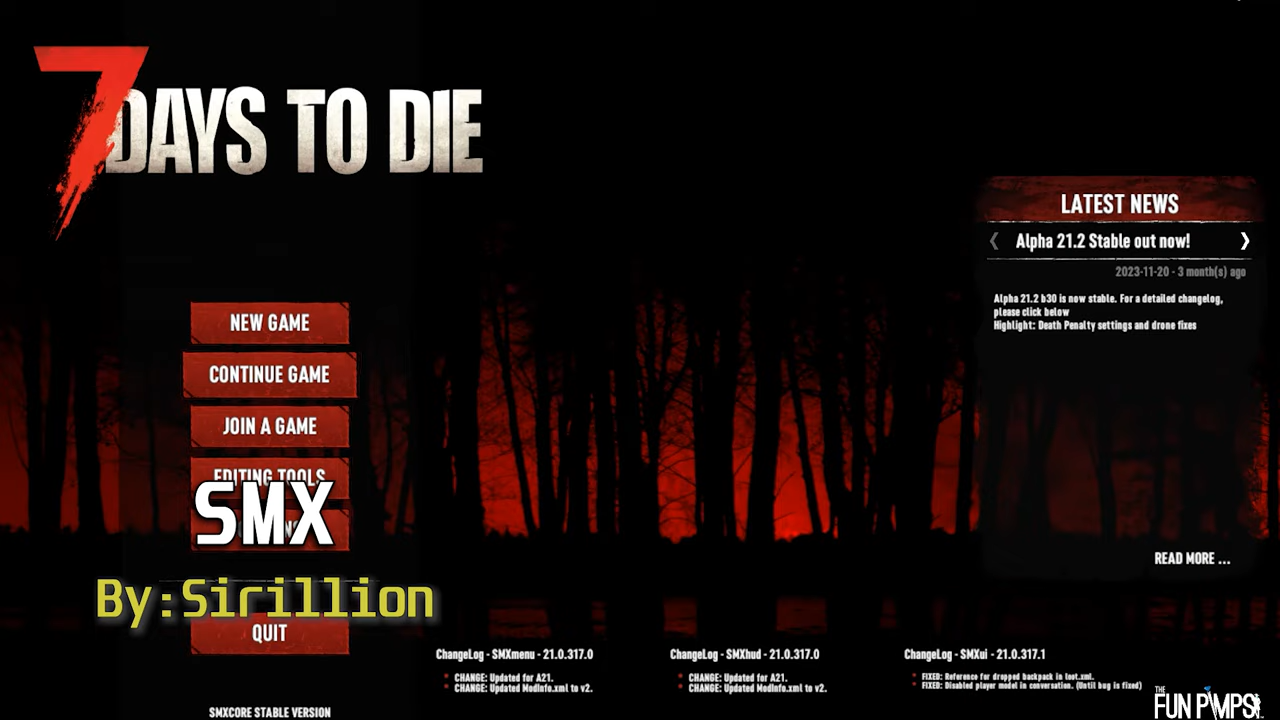 7 DAYS TO DIE
LATEST NEWS
Alpha 21.2 Stable out now!
2023-11-20 - 3 month(s) ago
Alpha 21.2 b30 is now stable. For a detailed changelog,
please click below
Highlight: Death Penalty settings and drone fixes
READ MORE ...
NEW GAME
CONTINUE GAME
JOIN A GAME
EDITING TOOLS
SMX
By:Sirillion
QUIT
SMXCORE STABLE VERSION
ChangeLog - SMXmenu - 21.0.317.0
CHANGE: Updated for A21.
CHANGE: Updated ModInfo.xml to v2.
ChangeLog - SMXhud - 21.0.317.0
CHANGE: Updated for A21.
CHANGE: Updated ModInfo.xml to v2.
ChangeLog - SMXui - 21.0.317.1
FIXED: Reference for dropped backpack in loot.xml.
FIXED: Disabled player model in conversation. (Until bug is fixed)
THE
FUN PIMPS